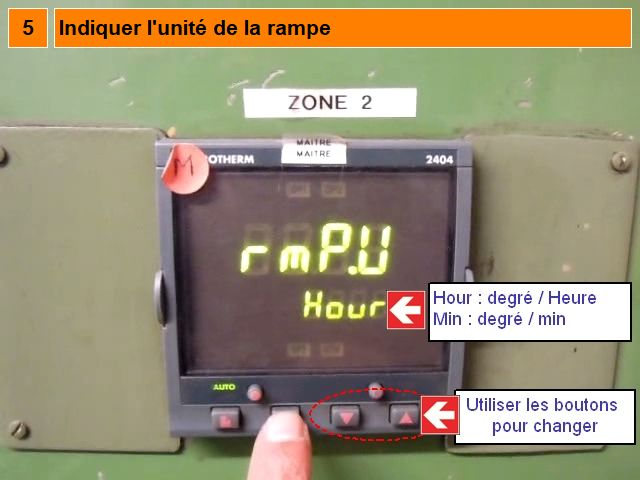 5 Indiquer l'unité de la rampe
ZONE 2
MAITRE
MAITRE
M
ROTHERM 2404
rmP.U
Hour
Hour : degré / Heure
Min : degré / min
AUTO
Utiliser les boutons
pour changer